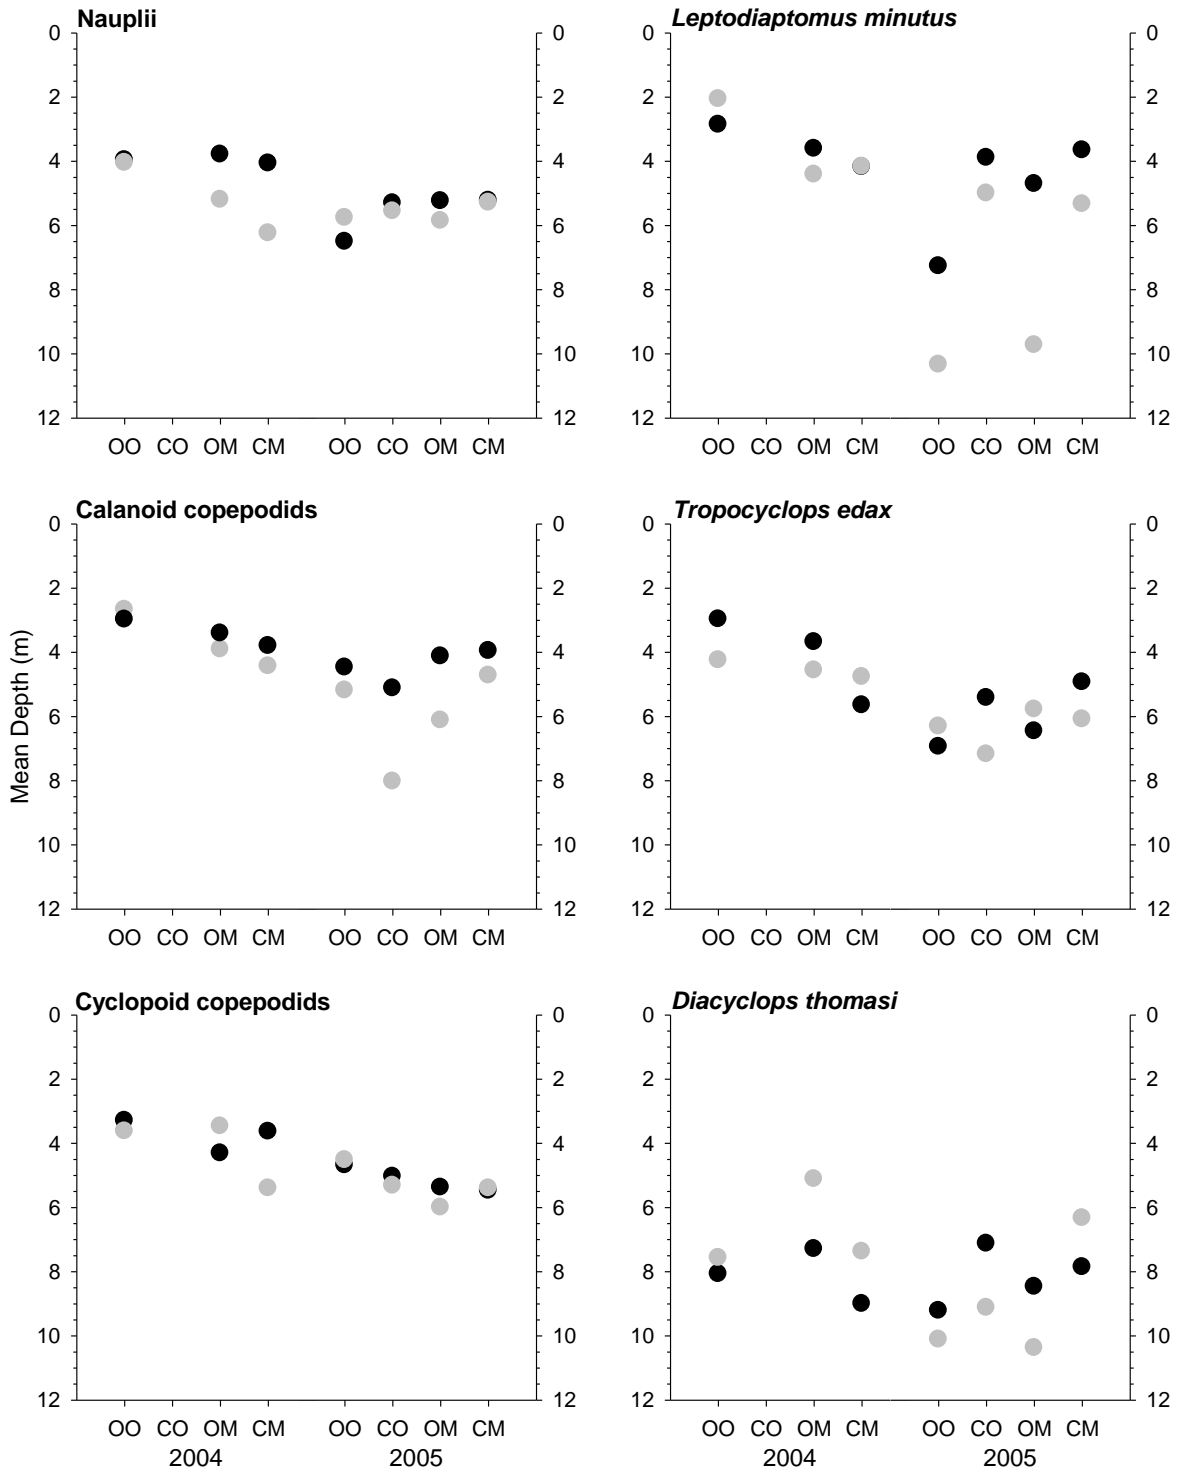 Nauplii
Leptodiaptomus minutus
0 0 0 0
2 2 2 2
4 4 4 4
6 6 6 6
8 8 8 8
10 10 10 10
12 12 12 12
OO CO OM CM OO CO OM CM OO CO OM CM OO CO OM CM
Calanoid copepodids
Tropocyclops edax
Mean Depth (m)
0 0 0 0
2 2 2 2
4 4 4 4
6 6 6 6
8 8 8 8
10 10 10 10
12 12 12 12
OO CO OM CM OO CO OM CM OO CO OM CM OO CO OM CM
Cyclopoid copepodids
Diacyclops thomasi
0 0 0 0
2 2 2 2
4 4 4 4
6 6 6 6
8 8 8 8
10 10 10 10
12 12 12 12
OO CO OM CM OO CO OM CM OO CO OM CM OO CO OM CM
2004 2005 2004 2005